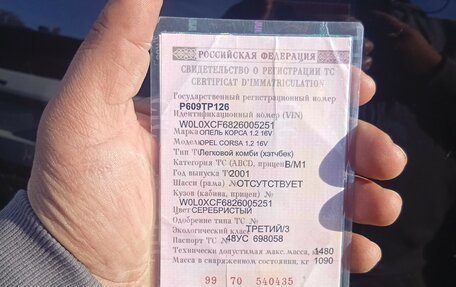 РОССИЙСКАЯ ФЕДЕРАЦИЯ
СВИДЕТЕЛЬСТВО О РЕГИСТРАЦИИ ТС
CERTIFICAT D'IMMATRICULATION
Государственный регистрационный номер
Р609ТР126
Идентификационный номер (VIN)
W0L0XCF6826005251
Марка ОПЕЛЬ КОРСА 1.2 16V
Модель OPEL CORSA 1.2 16V
Тип ТС Легковой комби (хэтчбек)
Категория ТС (ABCD, прицеп) B/M1
Год выпуска ТС 2001
Шасси (рама) № ОТСУТСТВУЕТ
Кузов (кабина, прицеп) №
W0L0XCF6826005251
Цвет СЕРЕБРИСТЫЙ
Одобрение типа ТС №
Экологический класс ТРЕТИЙ/3
Паспорт ТС № 48УС 698058
Технически допустимая макс. масса, кг 1480
Масса в снаряженном состоянии, кг 1090
99 70 540435